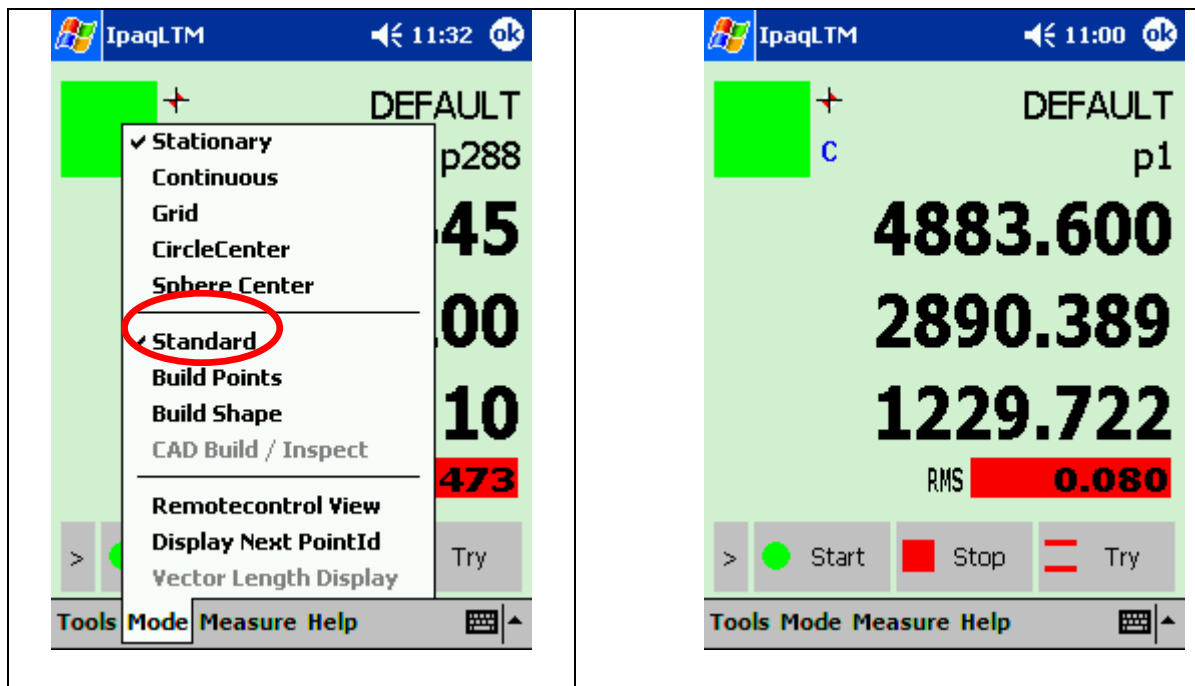 IpaqLTM 11:32 ok
DEFAULT
p288
Stationary
Continuous
Grid
CircleCenter
Sphere Center
Standard
Build Points
Build Shape
CAD Build / Inspect
Remotecontrol View
Display Next PointId
Vector Length Display
45
.00
10
473
> Try
Tools Mode Measure Help
IpaqLTM 11:00 ok
DEFAULT
C p1
4883.600
2890.389
1229.722
RMS 0.080
> Start Stop Try
Tools Mode Measure Help